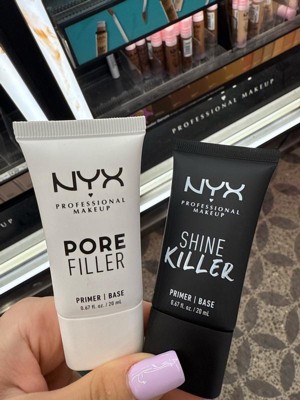 NYX
PROFESSIONAL MAKEUP
NYX
PROFESSIONAL
MAKEUP
PORE
FILLER
PRIMER | BASE
0.67 fl. oz / 20 mL
NYX
PROFESSIONAL
MAKEUP
SHINE
KILLER
PRIMER | BASE
0.67 fl. oz / 20 mL